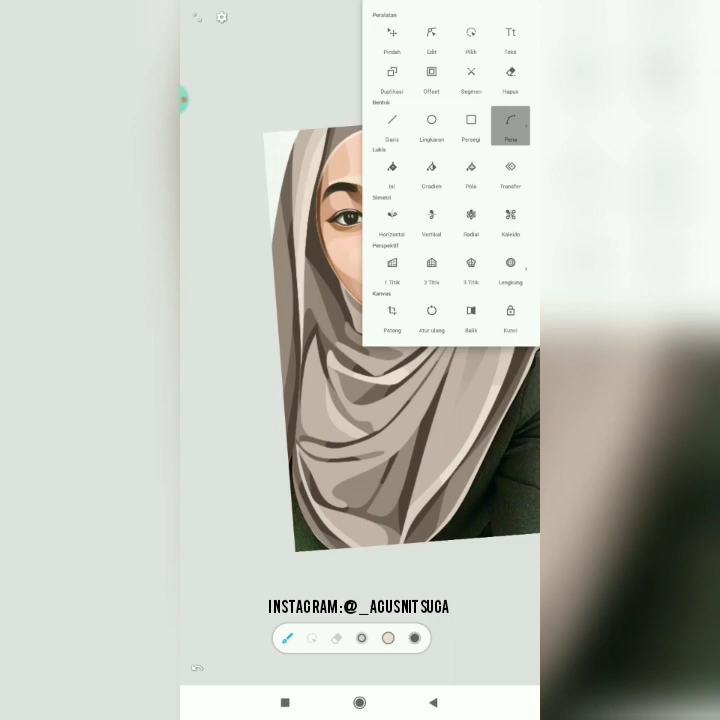 Peralatan
Pindah Edit Pilih Teks
Duplikasi Offset Segmen Hapus
Bentuk
Garis Lingkaran Persegi Pena
Lukis
Isi Gradien Pola Transfer
Simetri
Horizontal Vertikal Radial Kaleido
Perspektif
1 Titik 2 Titik 3 Titik Lengkung
Kanvas
Potong Atur ulang Balik Kunci
INSTAGRAM:@_AGUSNITSUGA